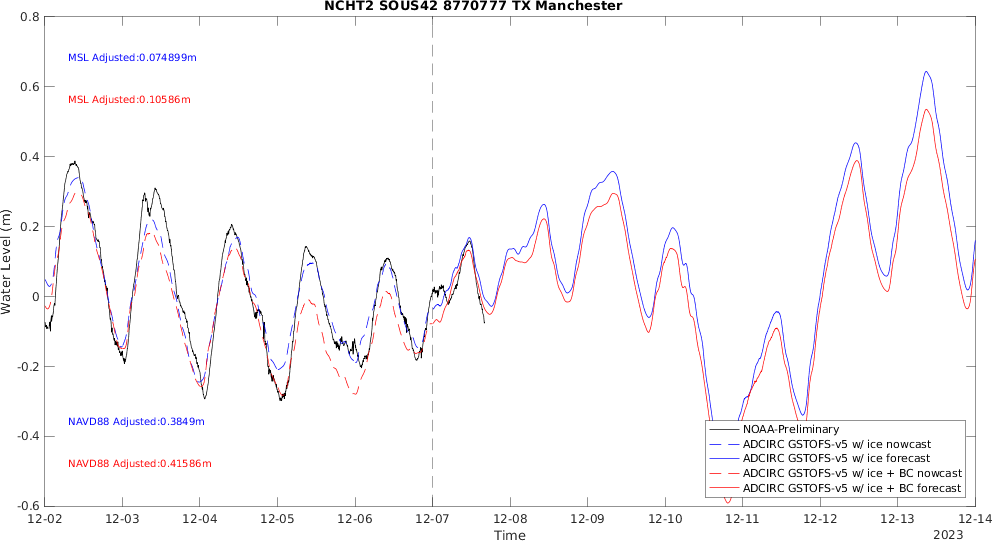 NCHT2 SOUS42 8770777 TX Manchester
0.8
0.6
0.4
0.2
0
-0.2
-0.4
-0.6
Water Level (m)
MSL Adjusted:0.074899m
MSL Adjusted:0.10586m
NAVD88 Adjusted:0.3849m
NAVD88 Adjusted:0.41586m
NOAA-Preliminary
ADCIRC GSTOFS-v5 w/ ice nowcast
ADCIRC GSTOFS-v5 w/ ice forecast
ADCIRC GSTOFS-v5 w/ ice + BC nowcast
ADCIRC GSTOFS-v5 w/ ice + BC forecast
12-02 12-03 12-04 12-05 12-06 12-07 12-08 12-09 12-10 12-11 12-12 12-13 12-14
Time
2023